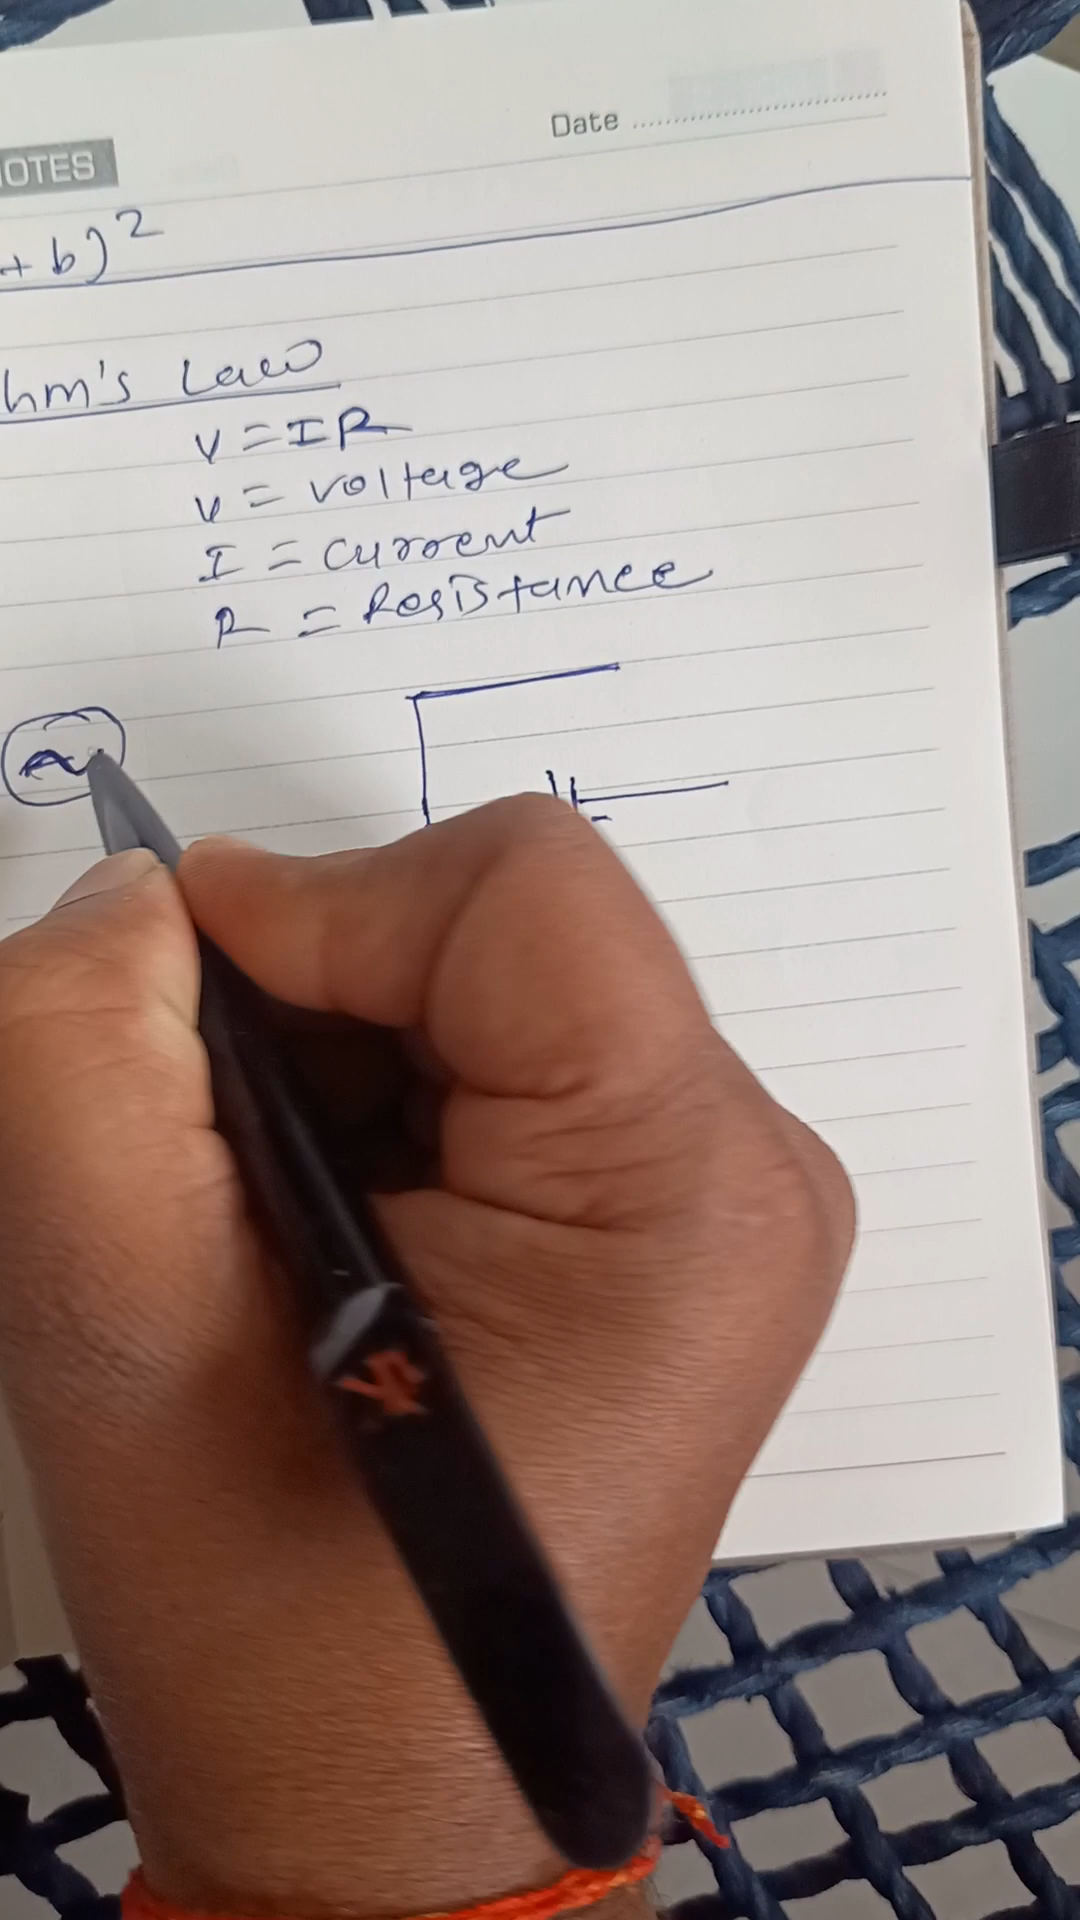 NOTES
Date
+ b)²
hm's Law
V = IR
V = voltage
I = Current
R = Resistance